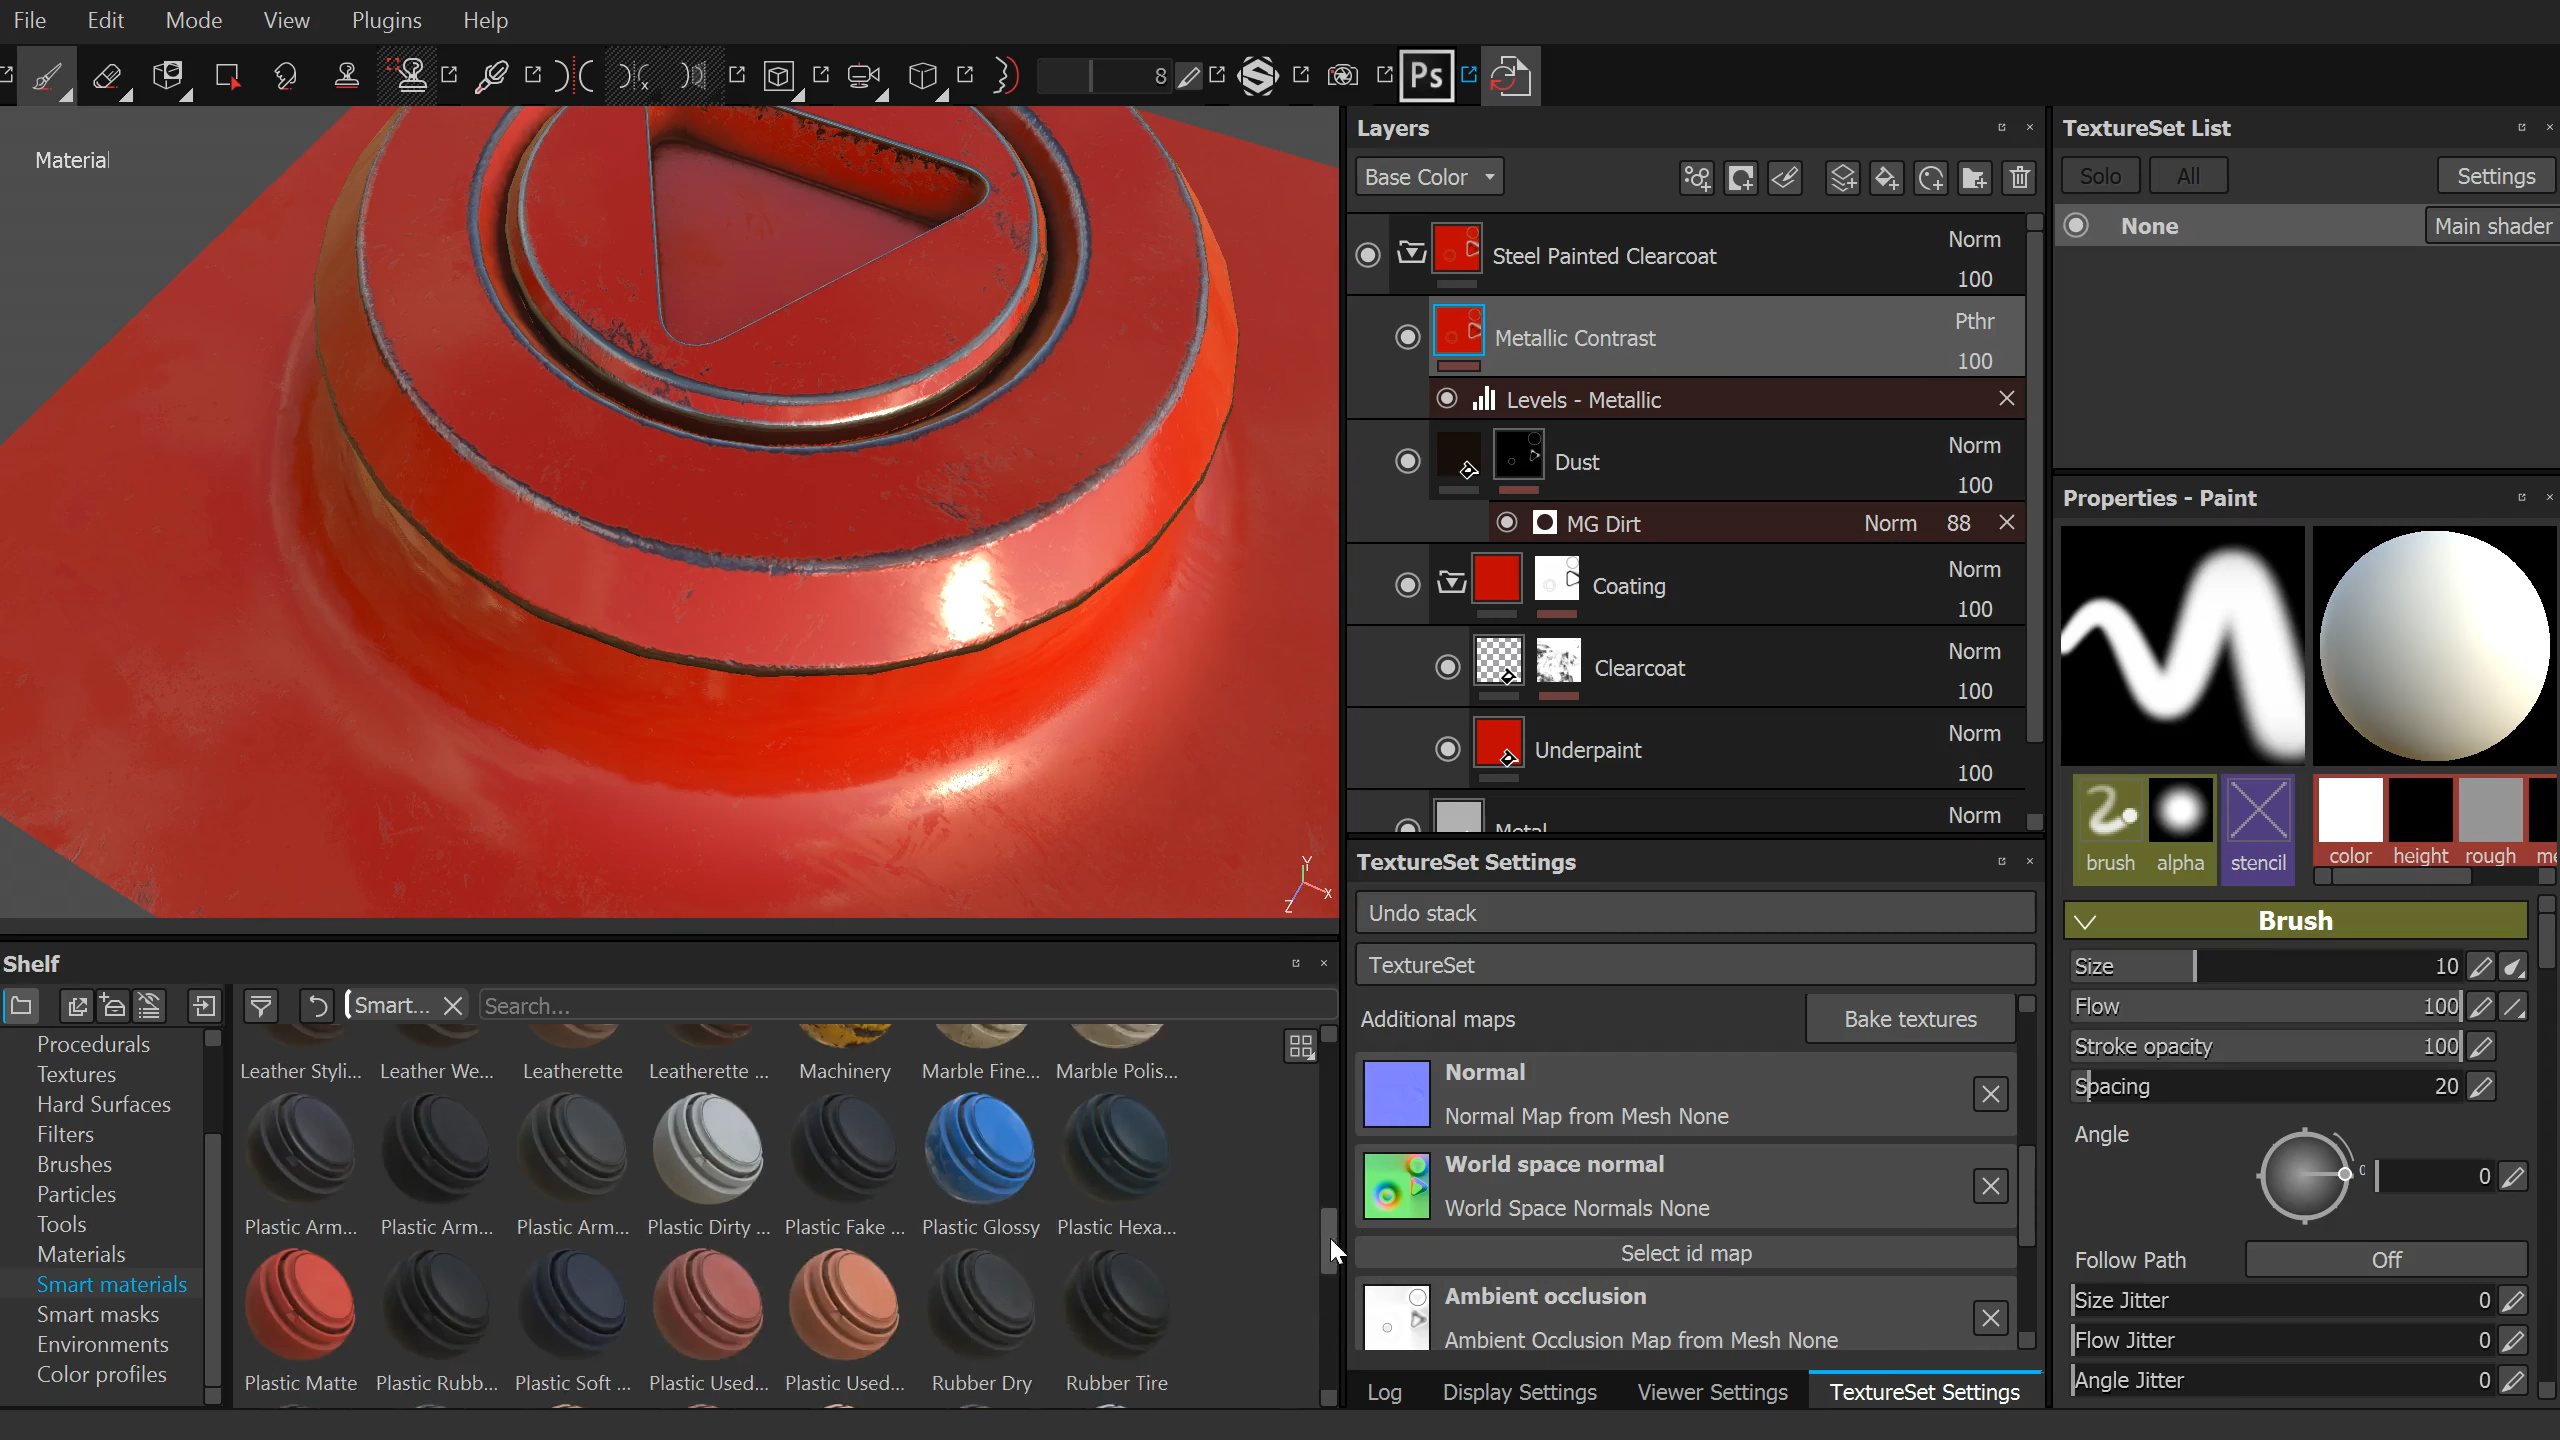 File Edit Mode View Plugins Help
8 Ps
Material
Layers
Base Color
Steel Painted Clearcoat Norm 100
Metallic Contrast Pthr 100
Levels - Metallic
Dust Norm 100
MG Dirt Norm 88
Coating Norm 100
Clearcoat Norm 100
Underpaint Norm 100
Metal Norm
TextureSet List
Solo All Settings
None Main shader
Properties - Paint
brush alpha stencil color height rough
Brush
Size 10
Flow 100
Stroke opacity 100
Spacing 20
Angle 0 0
Follow Path Off
Size Jitter 0
Flow Jitter 0
Angle Jitter 0
TextureSet Settings
Undo stack
TextureSet
Additional maps Bake textures
Normal
Normal Map from Mesh None
World space normal
World Space Normals None
Select id map
Ambient occlusion
Ambient Occlusion Map from Mesh None
Log Display Settings Viewer Settings TextureSet Settings
Y X Z
Shelf
Smart... Search...
Procedurals
Textures
Hard Surfaces
Filters
Brushes
Particles
Tools
Materials
Smart materials
Smart masks
Environments
Color profiles
Leather Styli... Leather We... Leatherette Leatherette ... Machinery Marble Fine... Marble Polis...
Plastic Arm... Plastic Arm... Plastic Arm... Plastic Dirty ... Plastic Fake ... Plastic Glossy Plastic Hexa...
Plastic Matte Plastic Rubb... Plastic Soft ... Plastic Used... Plastic Used... Rubber Dry Rubber Tire